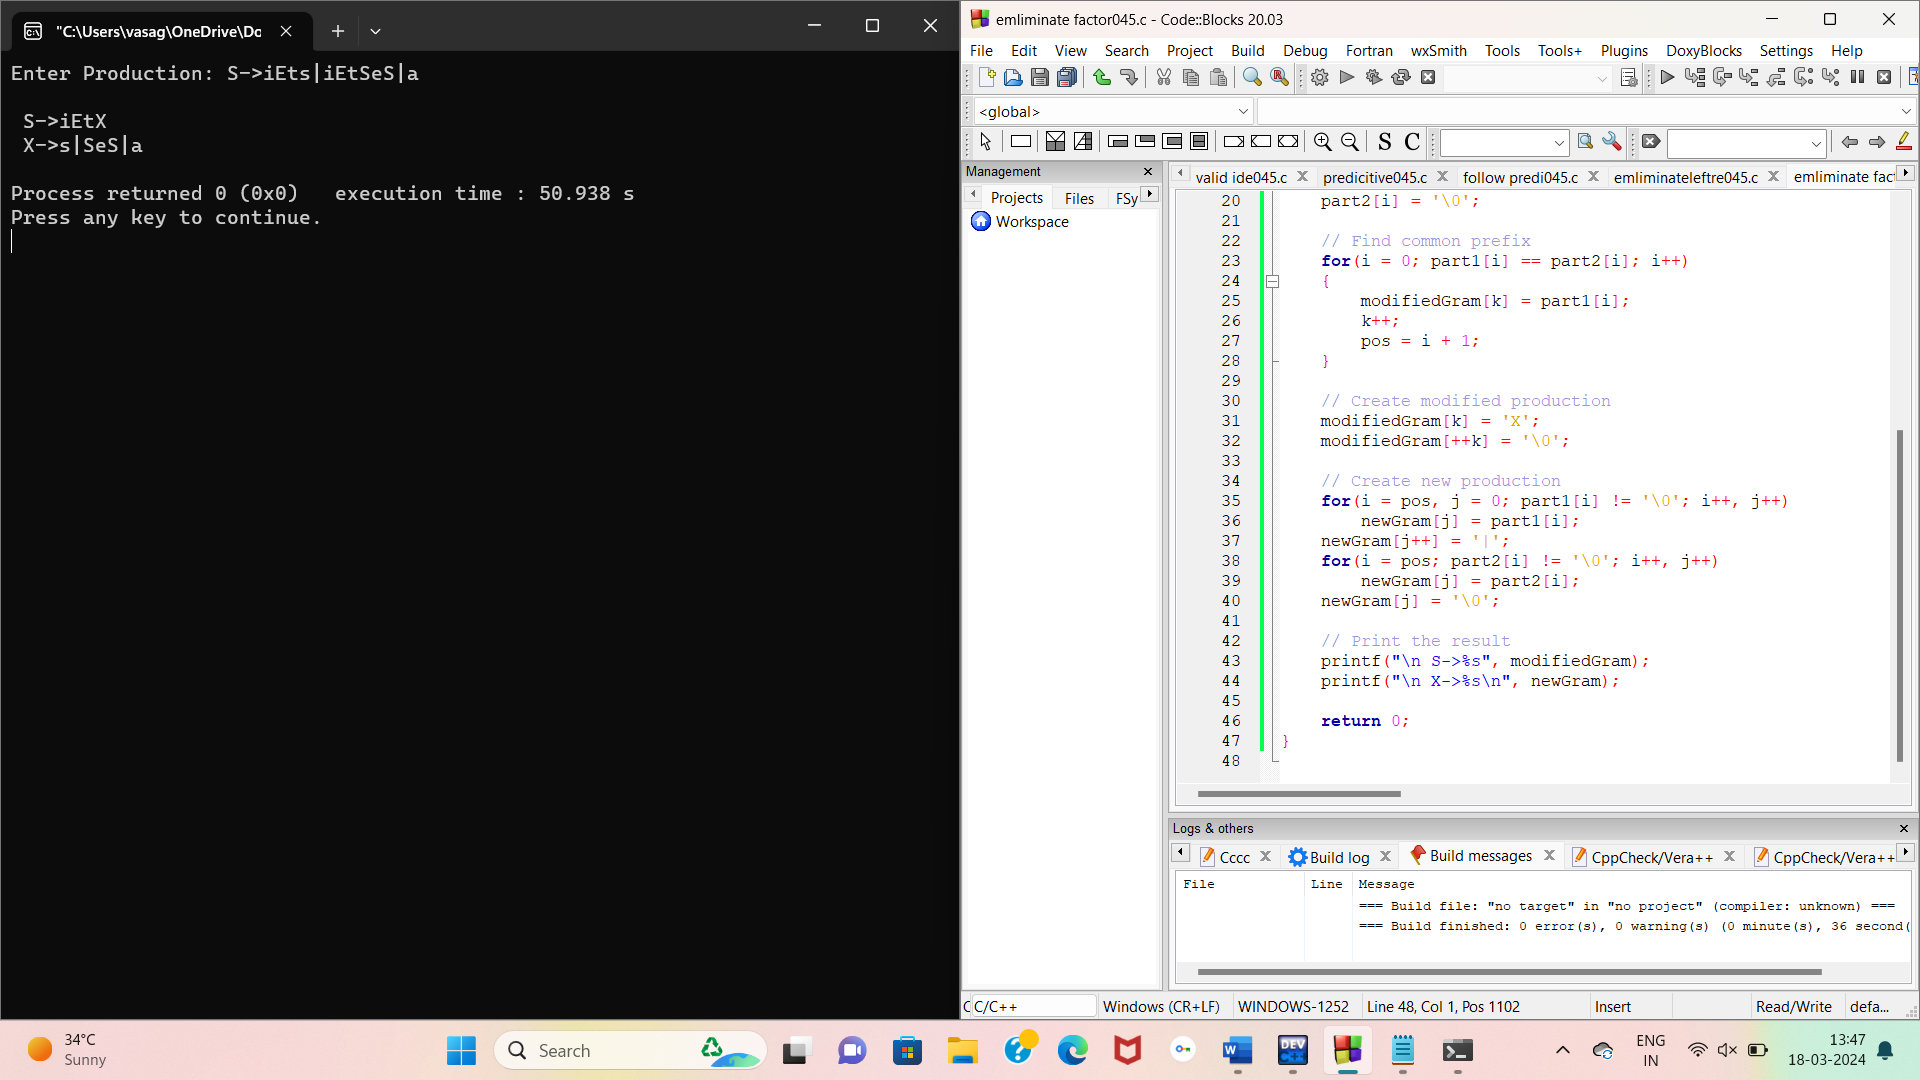 "C:\Users\vasag\OneDrive\Do
Enter Production: S->iEts|iEtSeS|a
S->iEtX
X->s|SeS|a
Process returned 0 (0x0)   execution time : 50.938 s
Press any key to continue.
emliminate factor045.c - Code::Blocks 20.03
File Edit View Search Project Build Debug Fortran wxSmith Tools Tools+ Plugins DoxyBlocks Settings Help
<global>
S C
Management
Projects Files FSy
Workspace
valid ide045.c predicitive045.c follow predi045.c emliminateleftre045.c emliminate fact
20 part2[i] = '\0';
21
22 // Find common prefix
23 for(i = 0; part1[i] == part2[i]; i++)
24 {
25 modifiedGram[k] = part1[i];
26 k++;
27 pos = i + 1;
28 }
29
30 // Create modified production
31 modifiedGram[k] = 'X';
32 modifiedGram[++k] = '\0';
33
34 // Create new production
35 for(i = pos, j = 0; part1[i] != '\0'; i++, j++)
36 newGram[j] = part1[i];
37 newGram[j++] = '|';
38 for(i = pos; part2[i] != '\0'; i++, j++)
39 newGram[j] = part2[i];
40 newGram[j] = '\0';
41
42 // Print the result
43 printf("\n S->%s", modifiedGram);
44 printf("\n X->%s\n", newGram);
45
46 return 0;
47 }
48
Logs & others
Cccc Build log Build messages CppCheck/Vera++ CppCheck/Vera++
File Line Message
=== Build file: "no target" in "no project" (compiler: unknown) ===
=== Build finished: 0 error(s), 0 warning(s) (0 minute(s), 36 second(
C C/C++ Windows (CR+LF) WINDOWS-1252 Line 48, Col 1, Pos 1102 Insert Read/Write defa...
34°C
Sunny
Search
DEV
ENG
IN
13:47
18-03-2024